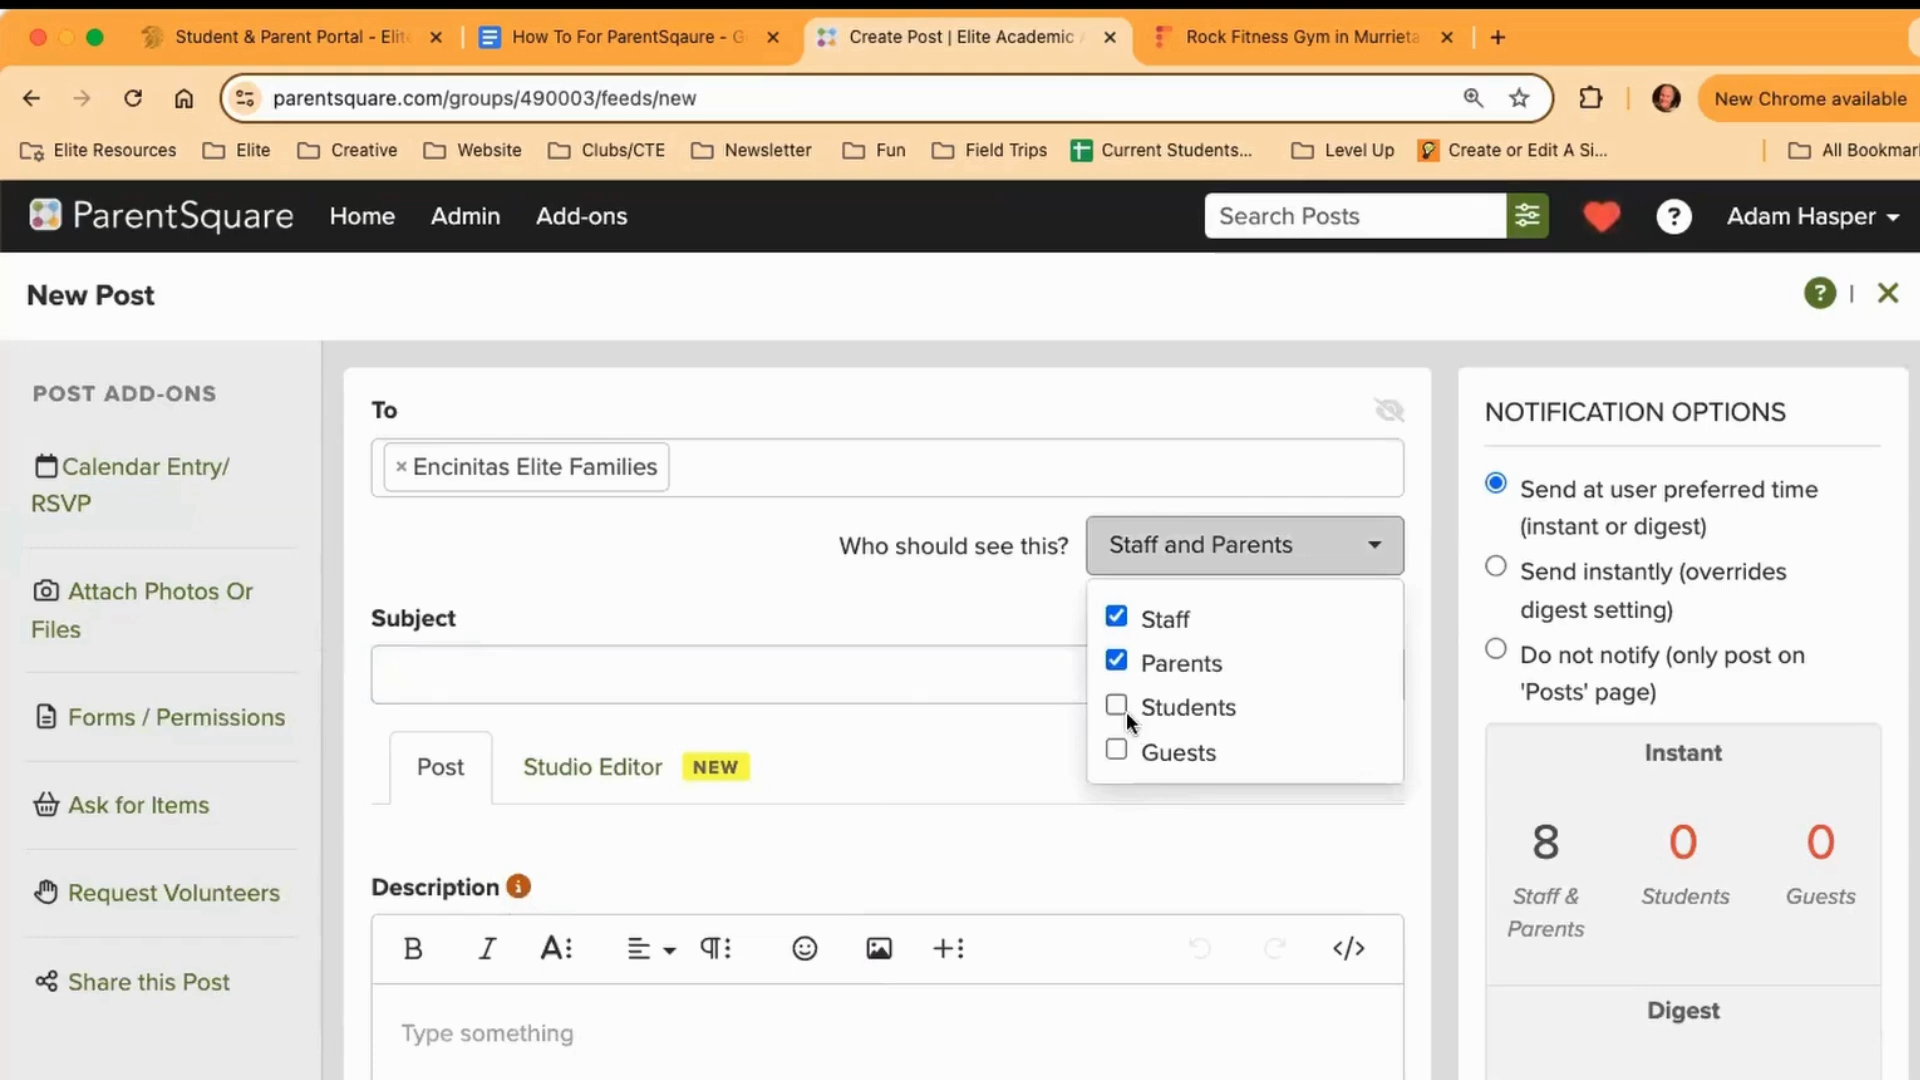 Student & Parent Portal - Elite
How To For ParentSqaure - G
Create Post | Elite Academic A
Rock Fitness Gym in Murrieta
parentsquare.com/groups/490003/feeds/new
New Chrome available
Elite Resources
Elite
Creative
Website
Clubs/CTE
Newsletter
Fun
Field Trips
Current Students...
Level Up
Create or Edit A Si...
All Bookmar
ParentSquare
Home
Admin
Add-ons
Search Posts
?
Adam Hasper
New Post
?
POST ADD-ONS
Calendar Entry/
RSVP
Attach Photos Or
Files
Forms / Permissions
Ask for Items
Request Volunteers
Share this Post
To
× Encinitas Elite Families
Who should see this?
Staff and Parents
Staff
Parents
Students
Guests
Subject
Post
Studio Editor
NEW
Description
B I A
</>
Type something
NOTIFICATION OPTIONS
Send at user preferred time
(instant or digest)
Send instantly (overrides
digest setting)
Do not notify (only post on
'Posts' page)
Instant
8 0 0
Staff &
Parents
Students
Guests
Digest